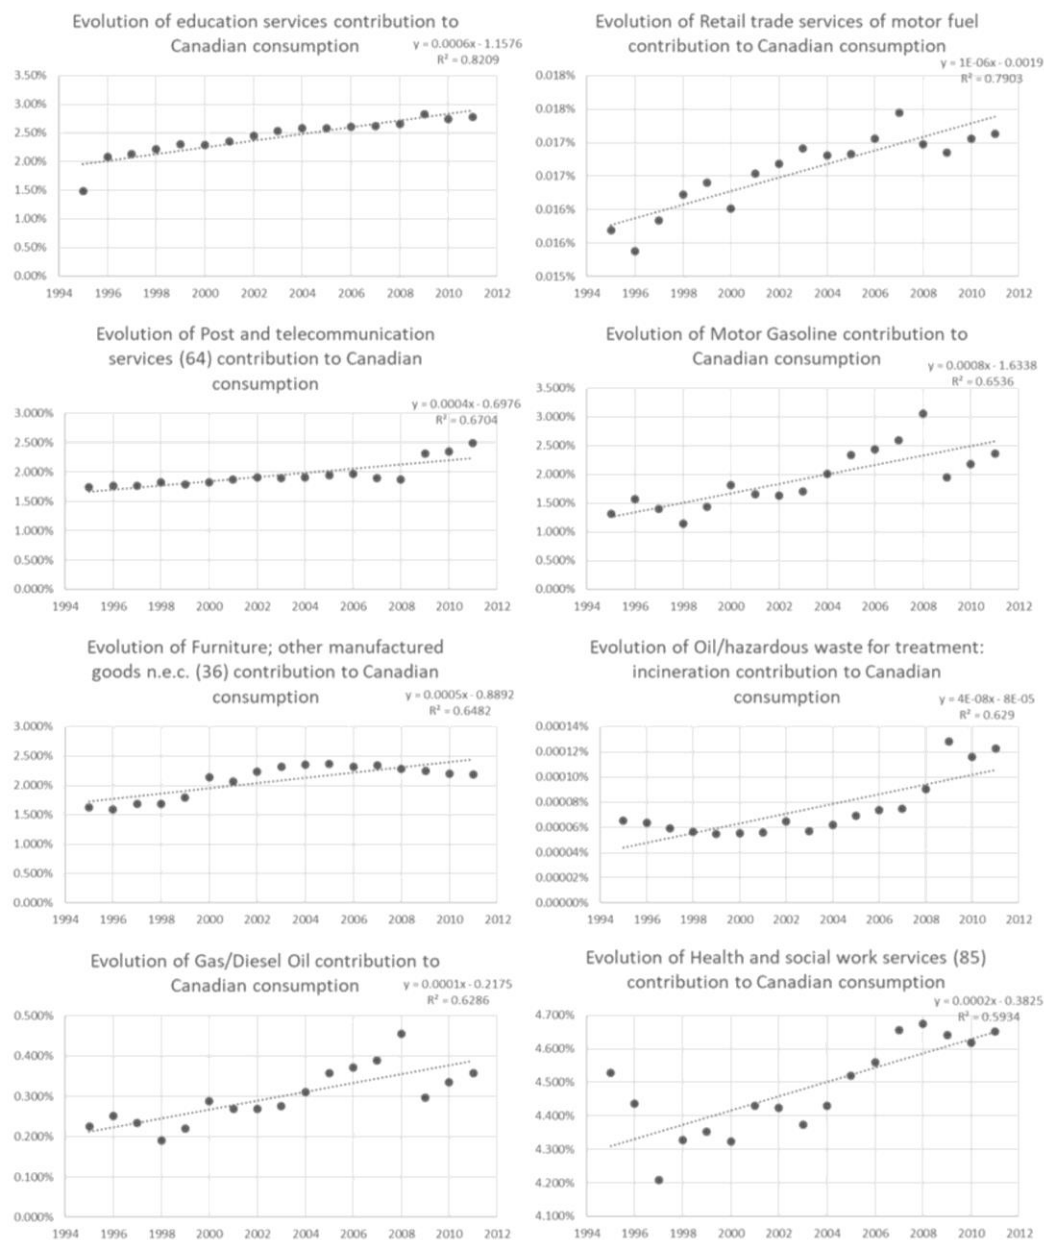 Evolution of education services contribution to
Canadian consumption
y = 0.0006x - 1.1576
R² = 0.8209
3.50%
3.00%
2.50%
2.00%
1.50%
1.00%
0.50%
0.00%
1994 1996 1998 2000 2002 2004 2006 2008 2010 2012
Evolution of Retail trade services of motor fuel
contribution to Canadian consumption
y = 1E-06x - 0.0019
R² = 0.7903
0.018%
0.018%
0.017%
0.017%
0.016%
0.016%
0.015%
1994 1996 1998 2000 2002 2004 2006 2008 2010 2012
Evolution of Post and telecommunication
services (64) contribution to Canadian
consumption
y = 0.0004x - 0.6976
R² = 0.6704
3.000%
2.500%
2.000%
1.500%
1.000%
0.500%
0.000%
1994 1996 1998 2000 2002 2004 2006 2008 2010 2012
Evolution of Motor Gasoline contribution to
Canadian consumption
y = 0.0008x - 1.6338
R² = 0.6536
3.500%
3.000%
2.500%
2.000%
1.500%
1.000%
0.500%
0.000%
1994 1996 1998 2000 2002 2004 2006 2008 2010 2012
Evolution of Furniture; other manufactured
goods n.e.c. (36) contribution to Canadian
consumption
y = 0.0005x - 0.8892
R² = 0.6482
3.000%
2.500%
2.000%
1.500%
1.000%
0.500%
0.000%
1994 1996 1998 2000 2002 2004 2006 2008 2010 2012
Evolution of Oil/hazardous waste for treatment:
incineration contribution to Canadian
consumption
y = 4E-08x - 8E-05
R² = 0.629
0.00014%
0.00012%
0.00010%
0.00008%
0.00006%
0.00004%
0.00002%
0.00000%
1994 1996 1998 2000 2002 2004 2006 2008 2010 2012
Evolution of Gas/Diesel Oil contribution to
Canadian consumption
y = 0.0001x - 0.2175
R² = 0.6286
0.500%
0.400%
0.300%
0.200%
0.100%
0.000%
1994 1996 1998 2000 2002 2004 2006 2008 2010 2012
Evolution of Health and social work services (85)
contribution to Canadian consumption
y = 0.0002x - 0.3825
R² = 0.5934
4.700%
4.600%
4.500%
4.400%
4.300%
4.200%
4.100%
1994 1996 1998 2000 2002 2004 2006 2008 2010 2012